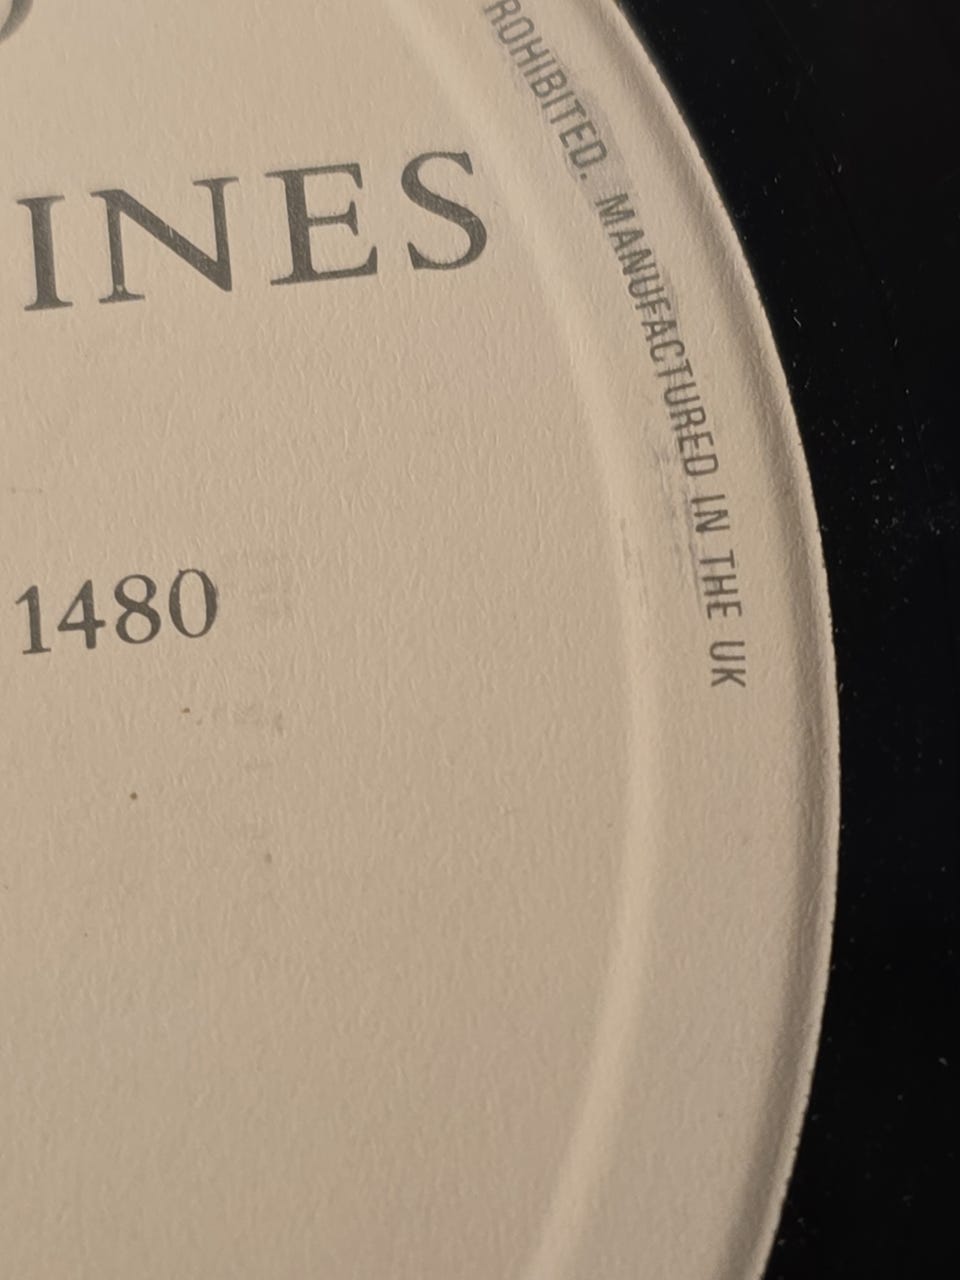 ROHIBITED. MANUFACTURED IN THE UK
INES
1480